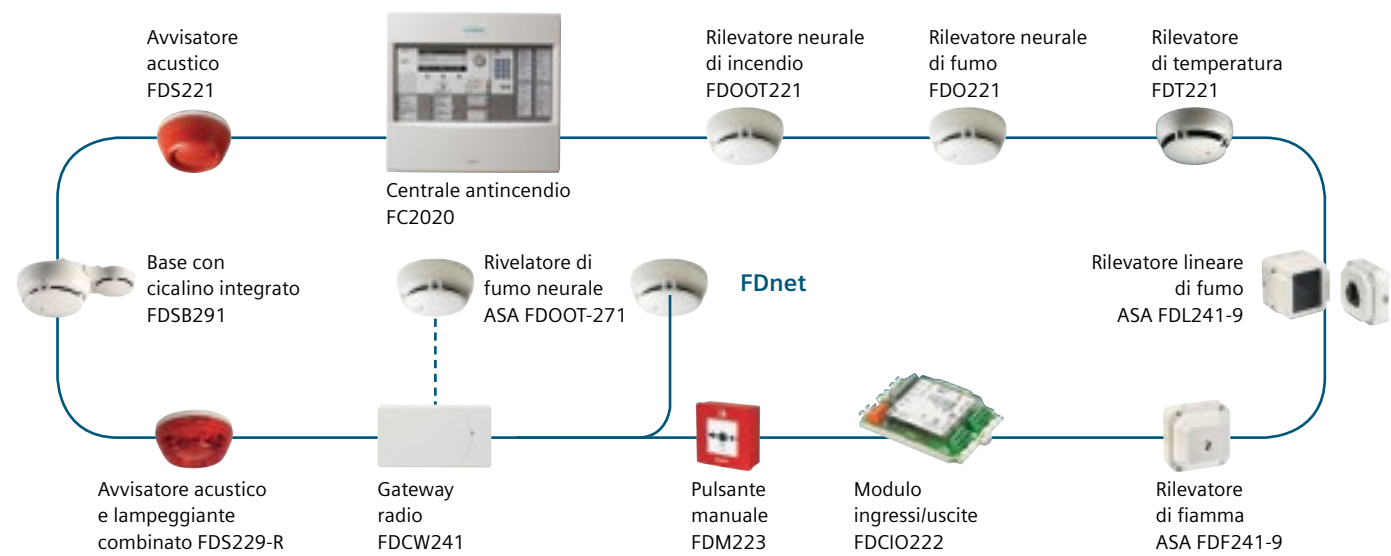 Avvisatore
acustico
FDS221
Centrale antincendio
FC2020
Rilevatore neurale
di incendio
FDOOT221
Rilevatore neurale
di fumo
FDO221
Rilevatore
di temperatura
FDT221
Base con
cicalino integrato
FDSB291
Rivelatore di
fumo neurale
ASA FDOOT-271
FDnet
Rilevatore lineare
di fumo
ASA FDL241-9
Avvisatore acustico
e lampeggiante
combinato FDS229-R
Gateway
radio
FDCW241
Pulsante
manuale
FDM223
Modulo
ingressi/uscite
FDCIO222
Rilevatore
di fiamma
ASA FDF241-9